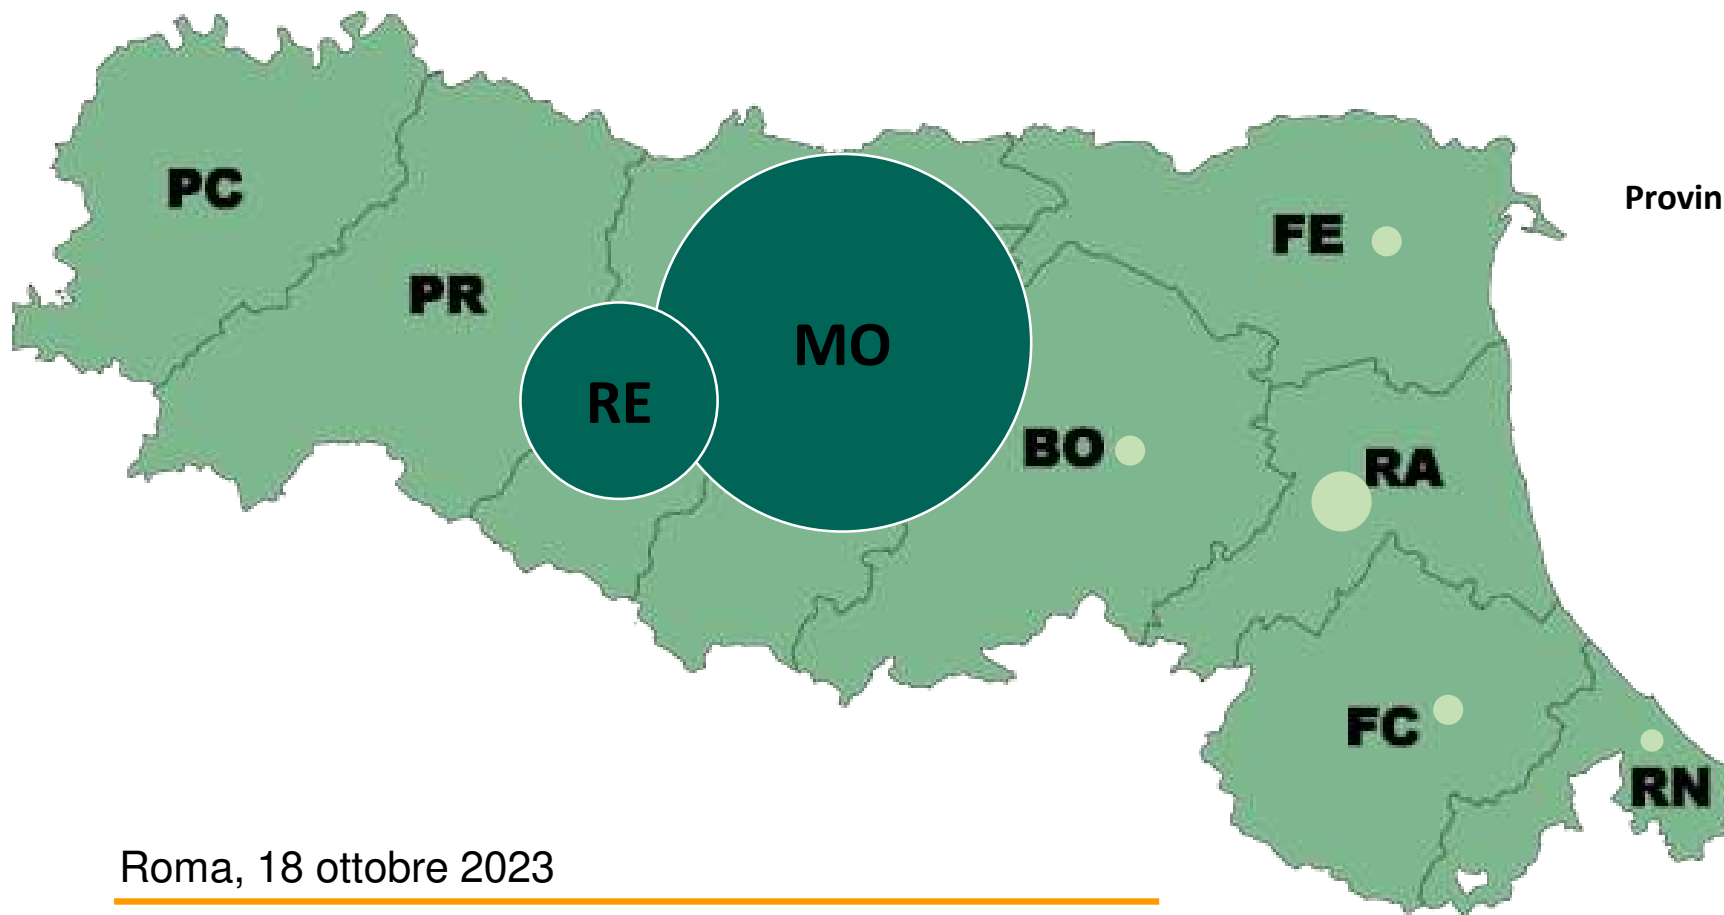 PC
PR
RE
MO
BO
FE
RA
FC
RN
Provin
Roma, 18 ottobre 2023